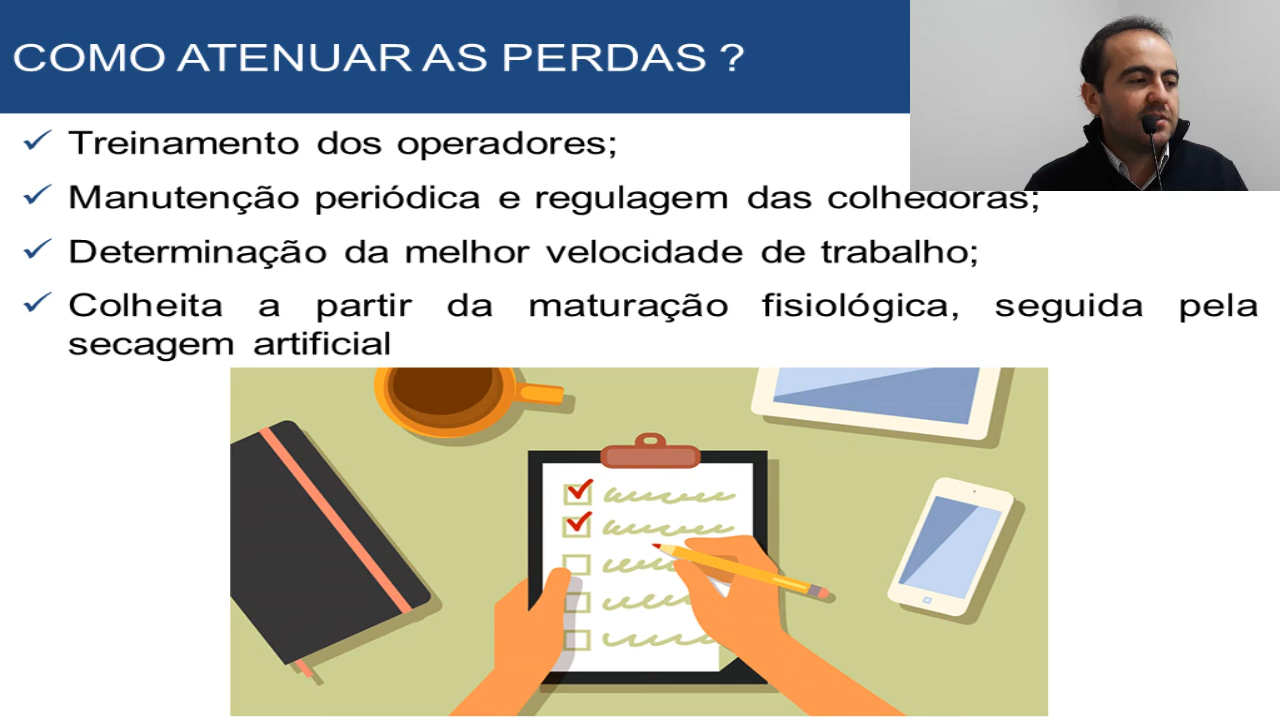 COMO ATENUAR AS PERDAS ?
Treinamento dos operadores;
Manutenção periódica e regulagem das colhedoras;
Determinação da melhor velocidade de trabalho;
Colheita a partir da maturação fisiológica, seguida pela
secagem artificial